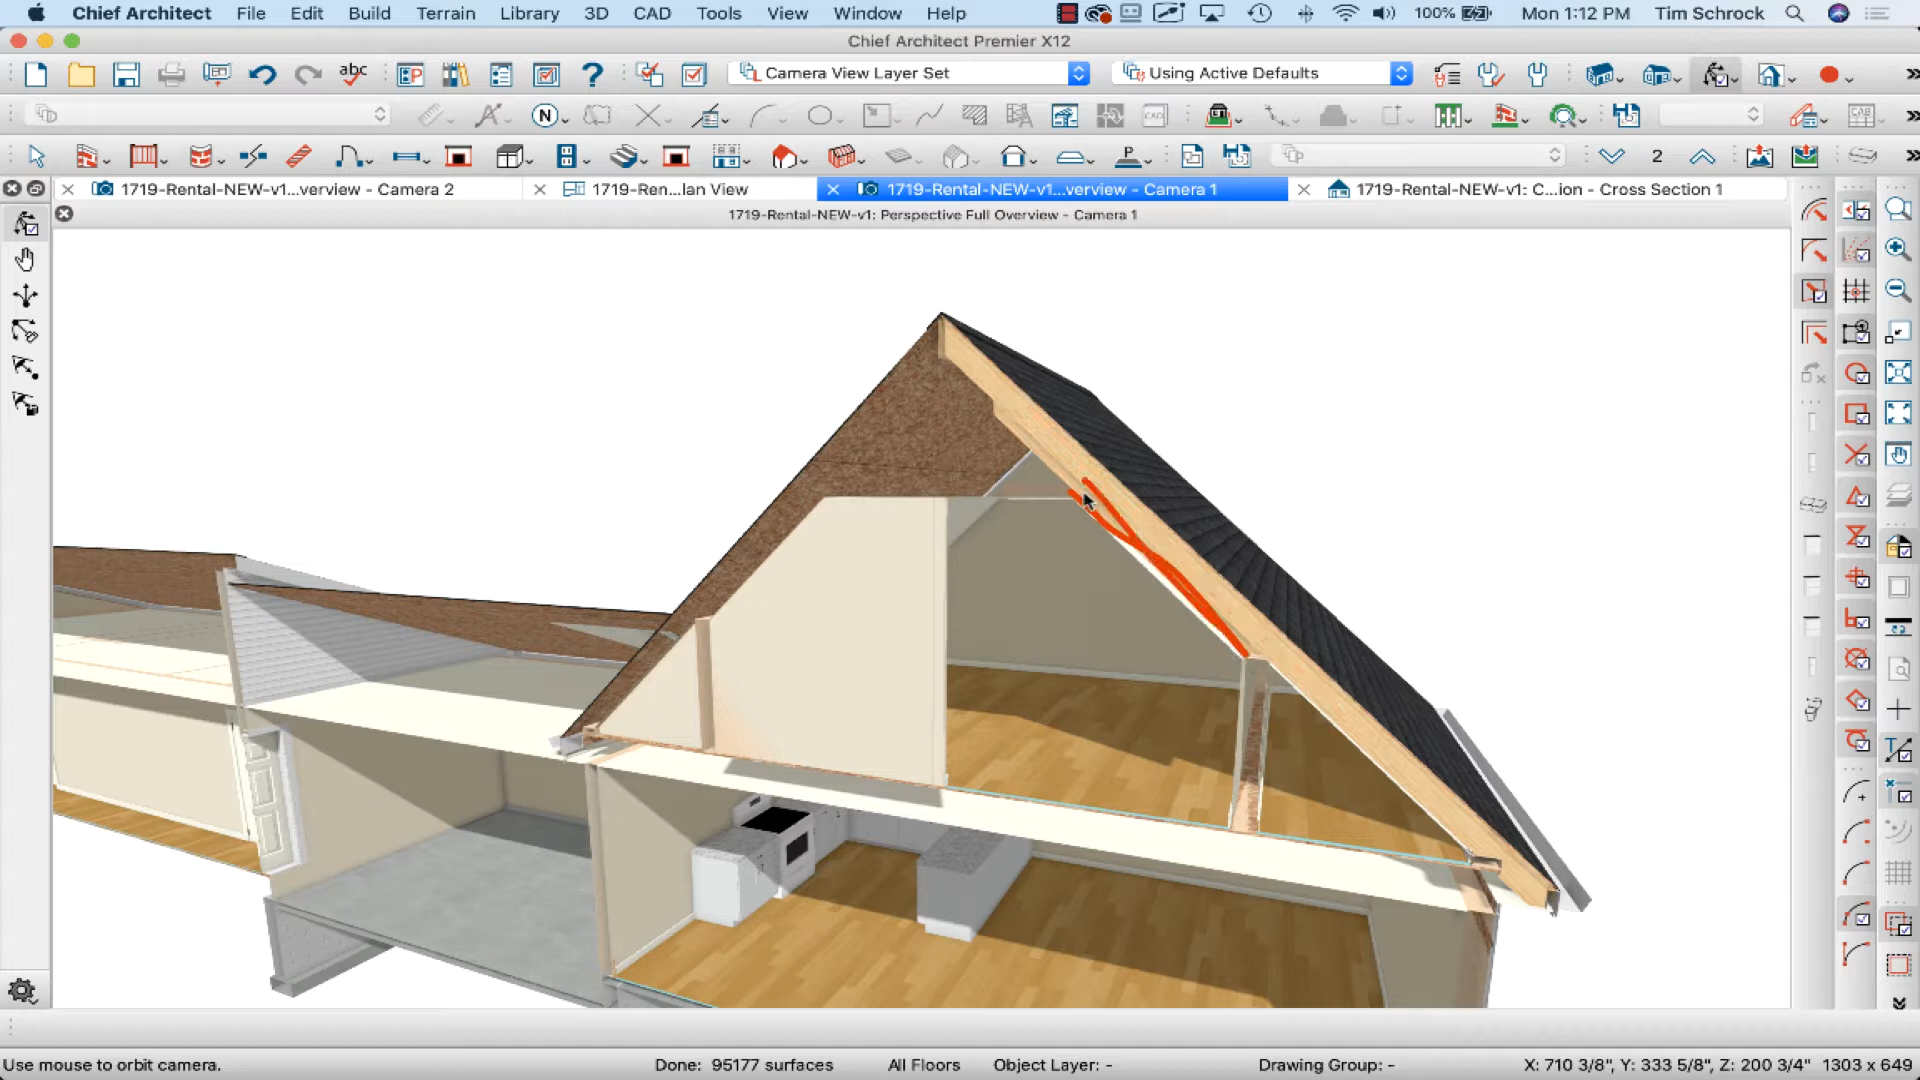 Chief Architect File Edit Build Terrain Library 3D CAD Tools View Window Help 100% Mon 1:12 PM Tim Schrock
Chief Architect Premier X12
abc P ? Camera View Layer Set Using Active Defaults
N CAD
P 2
1719-Rental-NEW-v1...verview - Camera 2 1719-Ren...lan View 1719-Rental-NEW-v1...verview - Camera 1 1719-Rental-NEW-v1: C...ion - Cross Section 1
1719-Rental-NEW-v1: Perspective Full Overview - Camera 1
Use mouse to orbit camera. Done: 95177 surfaces All Floors Object Layer: - Drawing Group: - X: 710 3/8", Y: 333 5/8", Z: 200 3/4" 1303 x 649